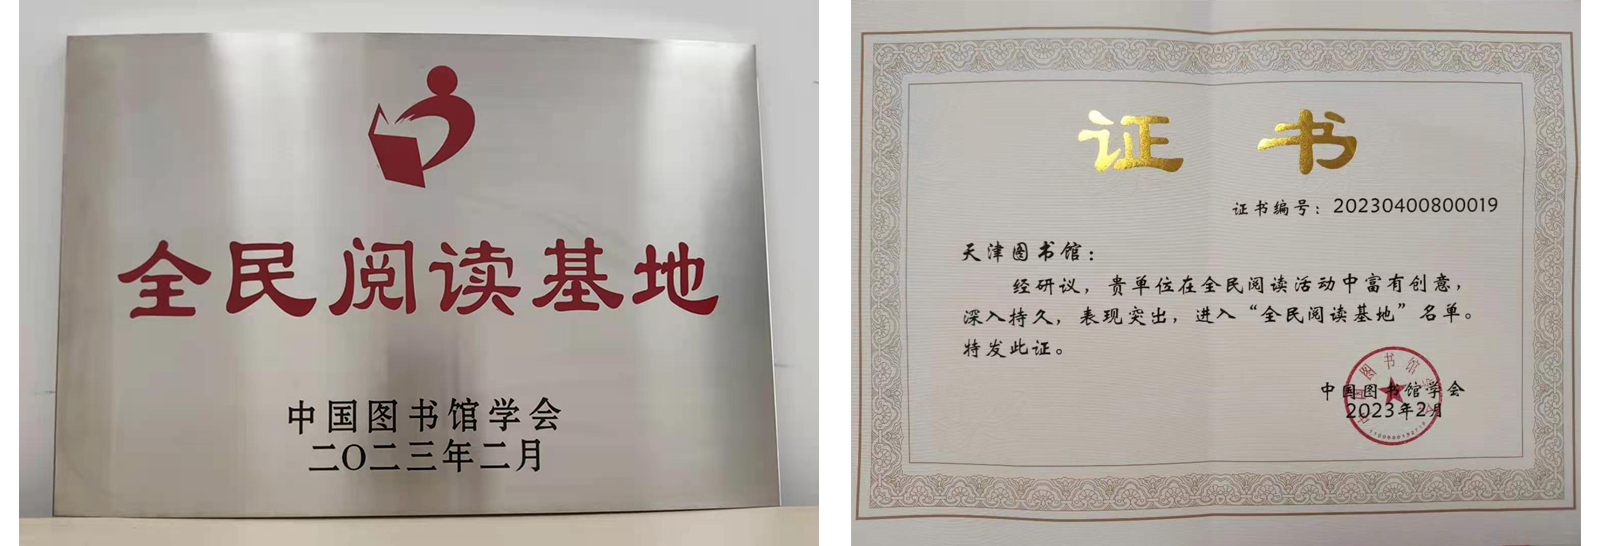 全民阅读基地
中国图书馆学会
二〇二三年二月
证书
证书编号：20230400800019
天津图书馆：
经研议，贵单位在全民阅读活动中富有创意，
深入持久，表现突出，进入“全民阅读基地”名单。
特发此证。
中国图书馆学会
2023年2月